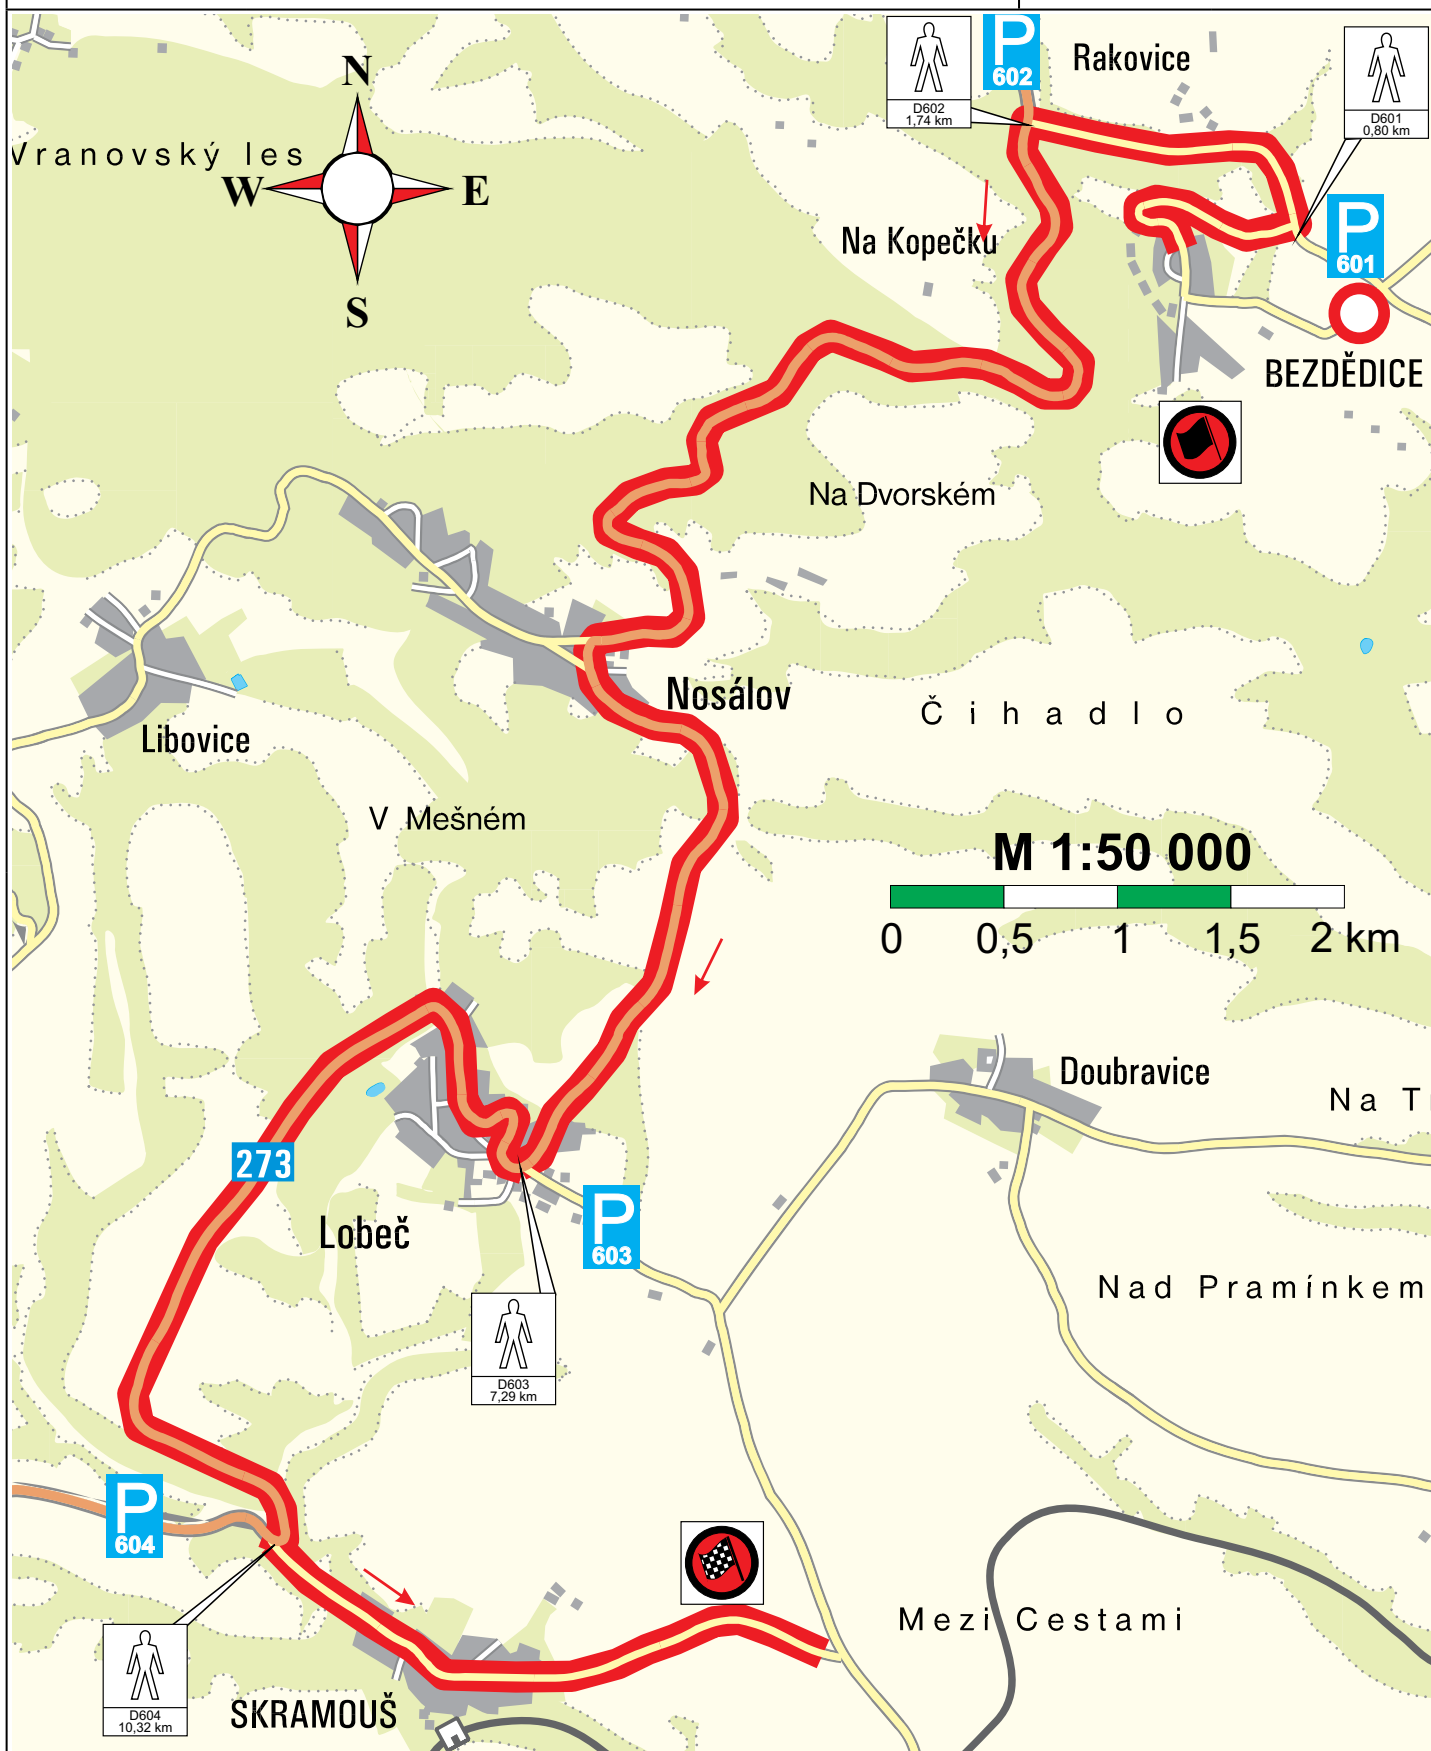 P
602
Rakovice
D602
1,74 km
D601
0,80 km
N
Vranovský les
W
E
S
Na Kopečku
P
601
BEZDĚDICE
Na Dvorském
Nosálov
Čihadlo
Libovice
V Mešném
M 1:50 000
0 0,5 1 1,5 2 km
Doubravice
273
Lobeč
P
603
Nad Pramínkem
D603
7,29 km
P
604
Mezi Cestami
D604
10,32 km
SKRAMOUŠ